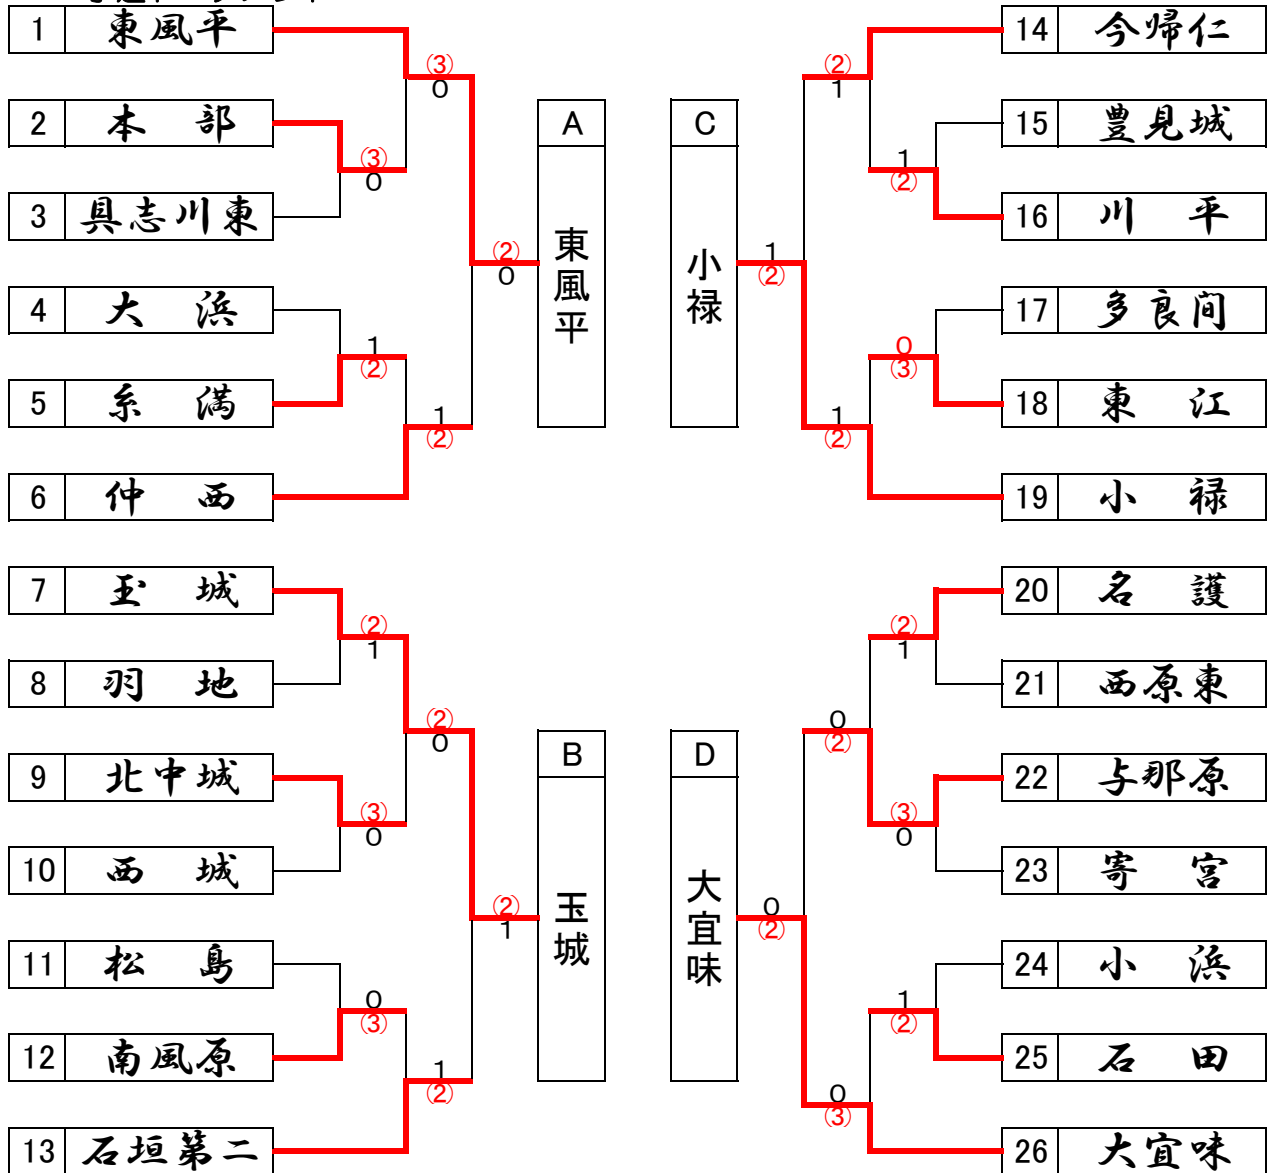 1 東風平
2 本部
3 具志川東
4 大浜
5 糸満
6 仲西
7 玉城
8 羽地
9 北中城
10 西城
11 松島
12 南風原
13 石垣第二
(3)
0
(3)
0
1
(2)
1
(2)
(2)
0
(2)
1
(2)
0
(3)
0
0
(3)
1
(2)
(2)
1
A
東風平
B
玉城
C
小禄
D
大宜味
(2)
1
1
(2)
1
(2)
0
(3)
1
(2)
(2)
1
0
(2)
(3)
0
0
(2)
1
(2)
0
(3)
14 今帰仁
15 豊見城
16 川平
17 多良間
18 東江
19 小禄
20 名護
21 西原東
22 与那原
23 寄宮
24 小浜
25 石田
26 大宜味